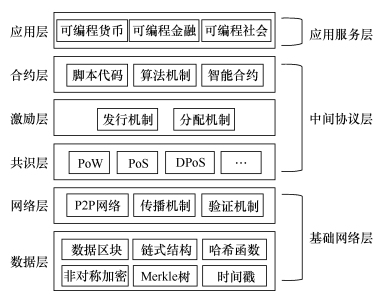 应用层 可编程货币 可编程金融 可编程社会 应用服务层
合约层 脚本代码 算法机制 智能合约
激励层 发行机制 分配机制 中间协议层
共识层 PoW PoS DPoS …
网络层 P2P网络 传播机制 验证机制
数据区块 链式结构 哈希函数 基础网络层
数据层
非对称加密 Merkle树 时间戳